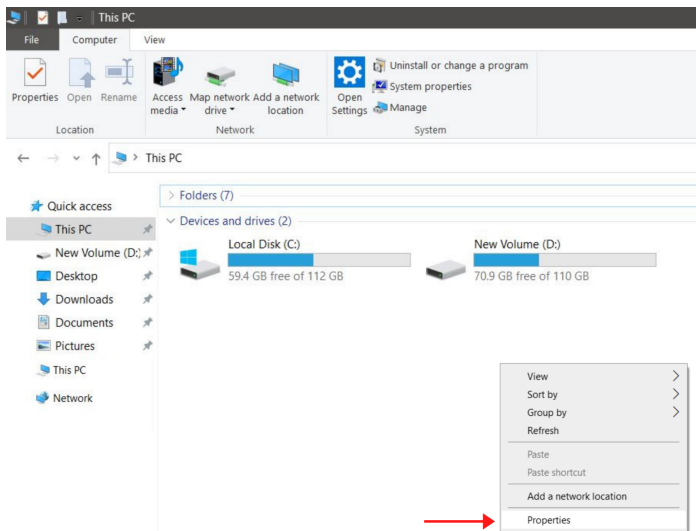 This PC
File Computer View
Properties Open Rename
Access media
Map network drive
Add a network location
Open Settings
Uninstall or change a program
System properties
Manage
Location Network System
This PC
Quick access
This PC
New Volume (D:)
Desktop
Downloads
Documents
Pictures
This PC
Network
Folders (7)
Devices and drives (2)
Local Disk (C:)
59.4 GB free of 112 GB
New Volume (D:)
70.9 GB free of 110 GB
View
Sort by
Group by
Refresh
Paste
Paste shortcut
Add a network location
Properties